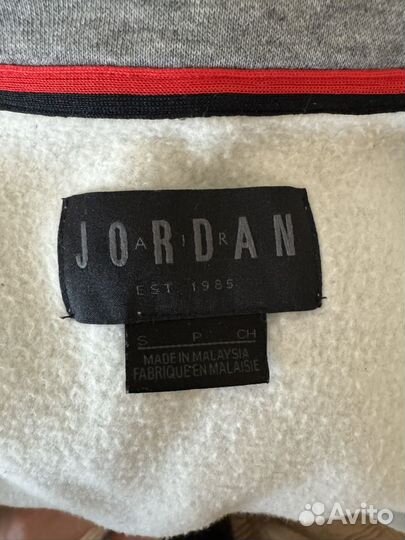 JORDAN
AIR
EST 1985
S P CH
MADE IN MALAYSIA
FABRIQUE EN MALAISIE
Avito